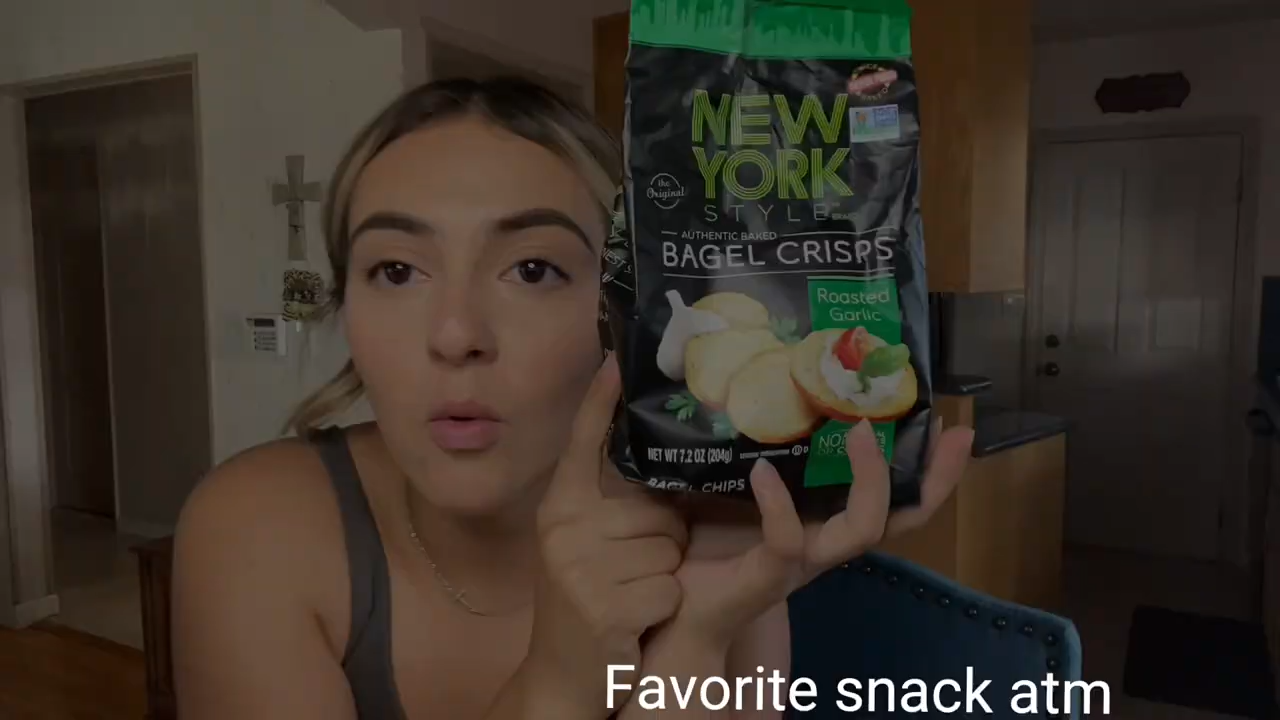 NEW
YORK
the
Original
STYLE
AUTHENTIC BAKED
BAGEL CRISPS
Roasted
Garlic
NET WT 7.2 OZ (204g)
BAGEL CHIPS
Favorite snack atm